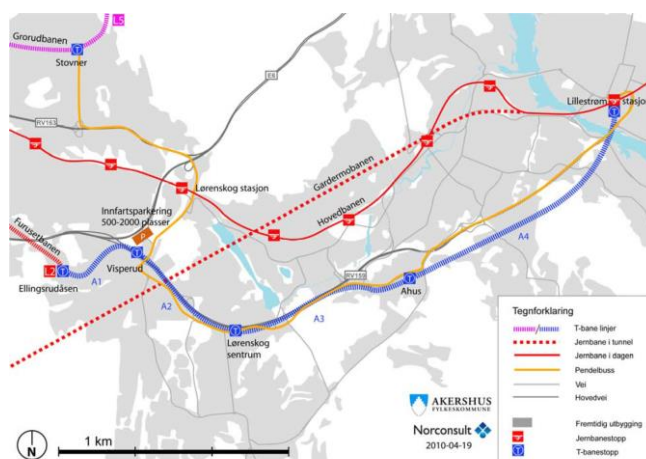 Grorudbanen
L5
Stovner
E6
RV163
Lillestrøm stasjon
Lørenskog stasjon
Gardermobanen
Innfartsparkering
500-2000 plasser
P
Hovedbanen
Furusetbanen
Visperud
L2
Ellingsrudåsen
A1
A2
A3
A4
RV159
Ahus
Lørenskog
sentrum
Tegnforklaring
T-bane linjer
Jernbane i tunnel
Jernbane i dagen
Pendelbuss
Vei
Hovedvei
Fremtidig utbygging
Jernbanestopp
T-banestopp
AKERSHUS
FYLKESKOMMUNE
Norconsult
2010-04-19
N
1 km